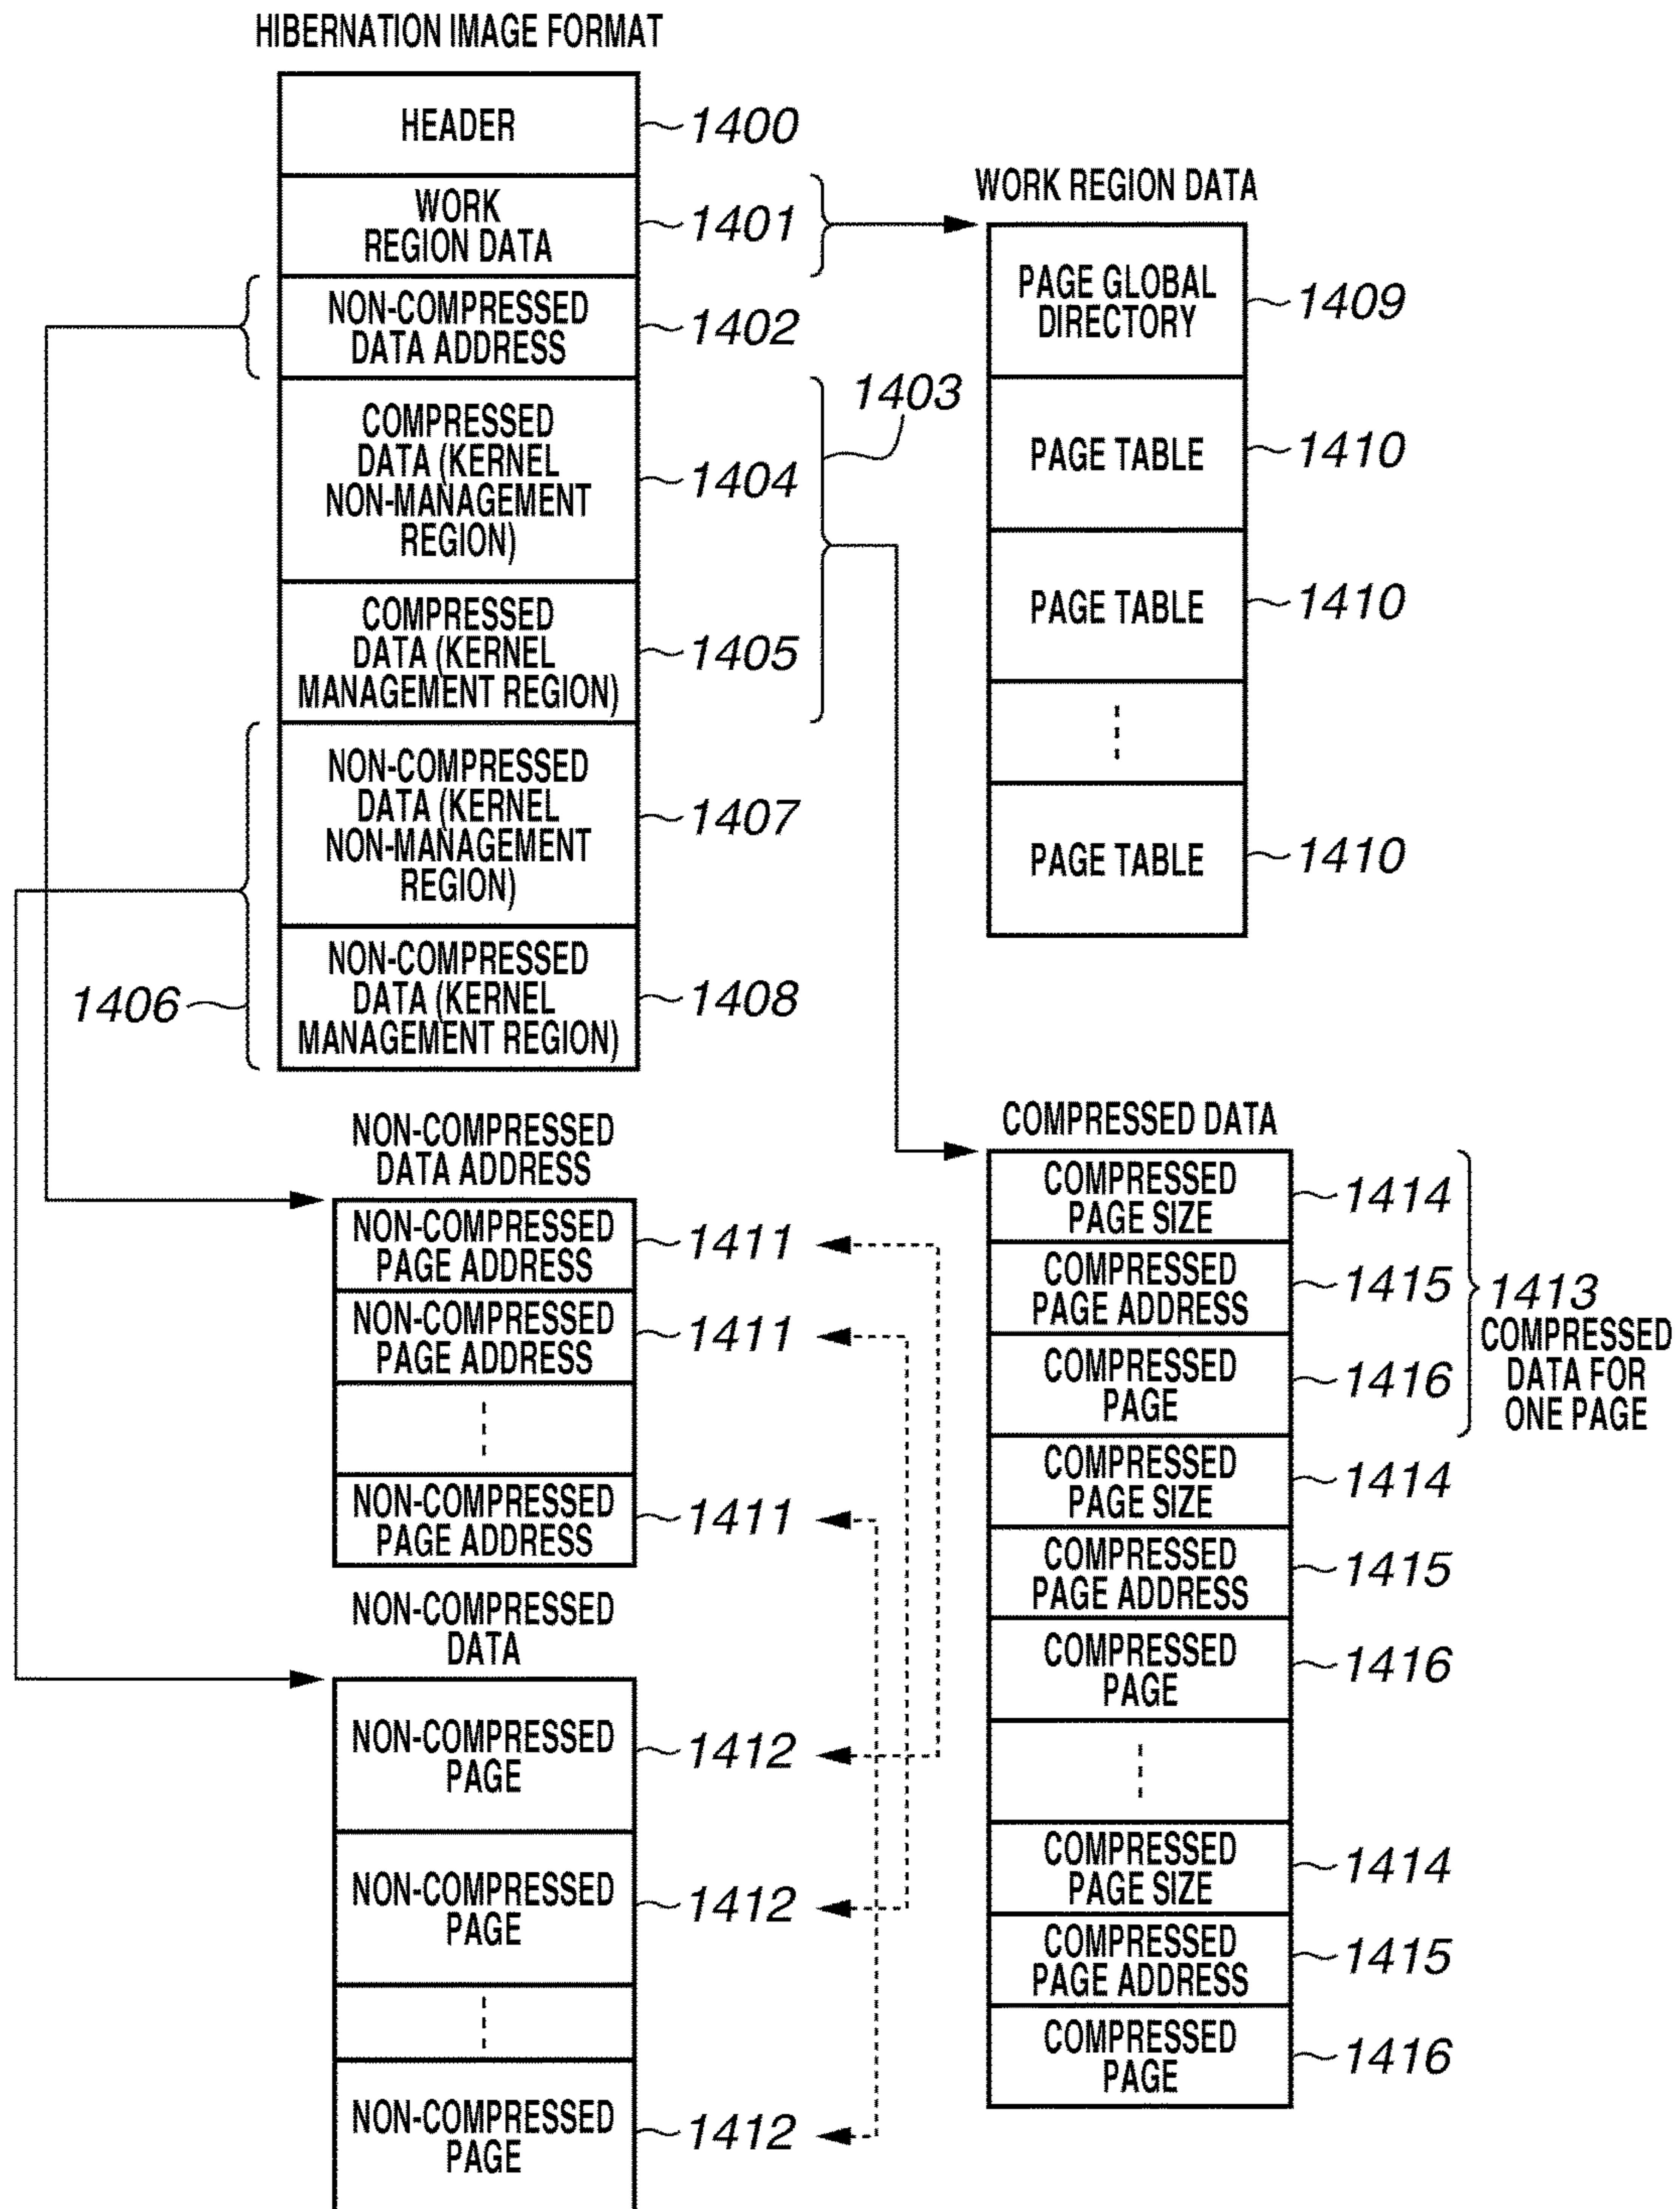 HIBERNATION IMAGE FORMAT
HEADER
1400
WORK
REGION DATA
1401
NON-COMPRESSED
DATA ADDRESS
1402
1403
COMPRESSED
DATA (KERNEL
NON-MANAGEMENT
REGION)
1404
COMPRESSED
DATA (KERNEL
MANAGEMENT REGION)
1405
NON-COMPRESSED
DATA (KERNEL
NON-MANAGEMENT
REGION)
1407
1406
NON-COMPRESSED
DATA (KERNEL
MANAGEMENT REGION)
1408
WORK REGION DATA
PAGE GLOBAL
DIRECTORY
1409
PAGE TABLE
1410
PAGE TABLE
1410
PAGE TABLE
1410
NON-COMPRESSED
DATA ADDRESS
NON-COMPRESSED
PAGE ADDRESS
1411
NON-COMPRESSED
PAGE ADDRESS
1411
NON-COMPRESSED
PAGE ADDRESS
1411
NON-COMPRESSED
DATA
NON-COMPRESSED
PAGE
1412
NON-COMPRESSED
PAGE
1412
NON-COMPRESSED
PAGE
1412
COMPRESSED DATA
COMPRESSED
PAGE SIZE
1414
COMPRESSED
PAGE ADDRESS
1415
COMPRESSED
PAGE
1416
1413
COMPRESSED
DATA FOR
ONE PAGE
COMPRESSED
PAGE SIZE
1414
COMPRESSED
PAGE ADDRESS
1415
COMPRESSED
PAGE
1416
COMPRESSED
PAGE SIZE
1414
COMPRESSED
PAGE ADDRESS
1415
COMPRESSED
PAGE
1416